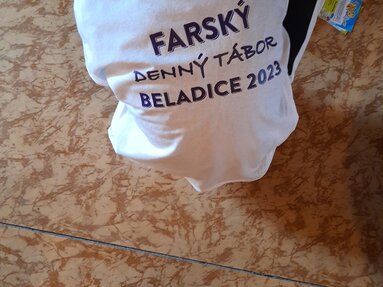 FARSKÝ
DENNÝ TÁBOR
BELADICE 2023